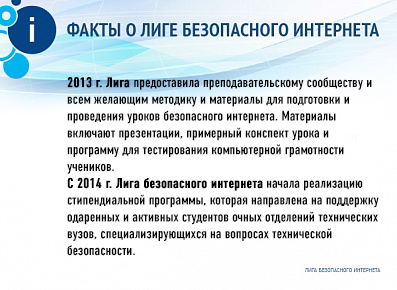 i
ФАКТЫ О ЛИГЕ БЕЗОПАСНОГО ИНТЕРНЕТА
2013 г. Лига предоставила преподавательскому сообществу и
всем желающим методику и материалы для подготовки и
проведения уроков безопасного интернета. Материалы
включают презентации, примерный конспект урока и
программу для тестирования компьютерной грамотности
учеников.
С 2014 г. Лига безопасного интернета начала реализацию
стипендиальной программы, которая направлена на поддержку
одаренных и активных студентов очных отделений технических
вузов, специализирующихся на вопросах технической
безопасности.
ЛИГА БЕЗОПАСНОГО ИНТЕРНЕТА